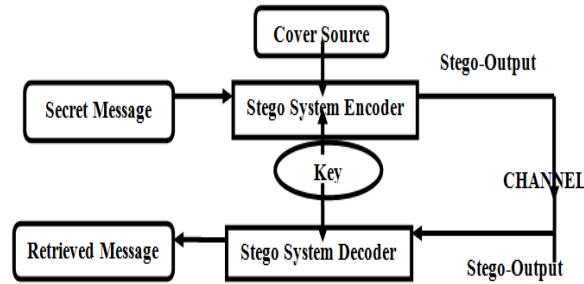 Cover Source
Stego-Output
Secret Message
Stego System Encoder
Key
CHANNEL
Retrieved Message
Stego System Decoder
Stego-Output